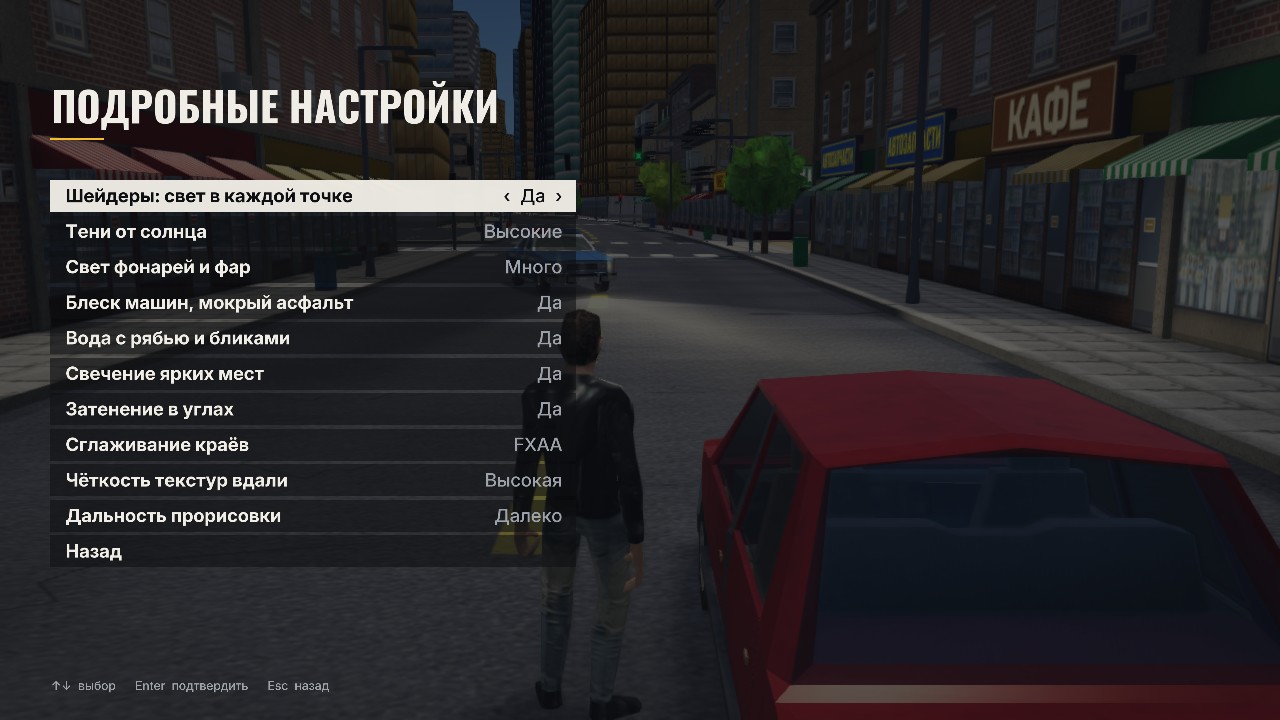 ПОДРОБНЫЕ НАСТРОЙКИ
Шейдеры: свет в каждой точке ‹ Да ›
Тени от солнца Высокие
Свет фонарей и фар Много
Блеск машин, мокрый асфальт Да
Вода с рябью и бликами Да
Свечение ярких мест Да
Затенение в углах Да
Сглаживание краёв FXAA
Чёткость текстур вдали Высокая
Дальность прорисовки Далеко
Назад
↑↓ выбор Enter подтвердить Esc назад
КАФЕ
АВТОЗАПЧАСТИ